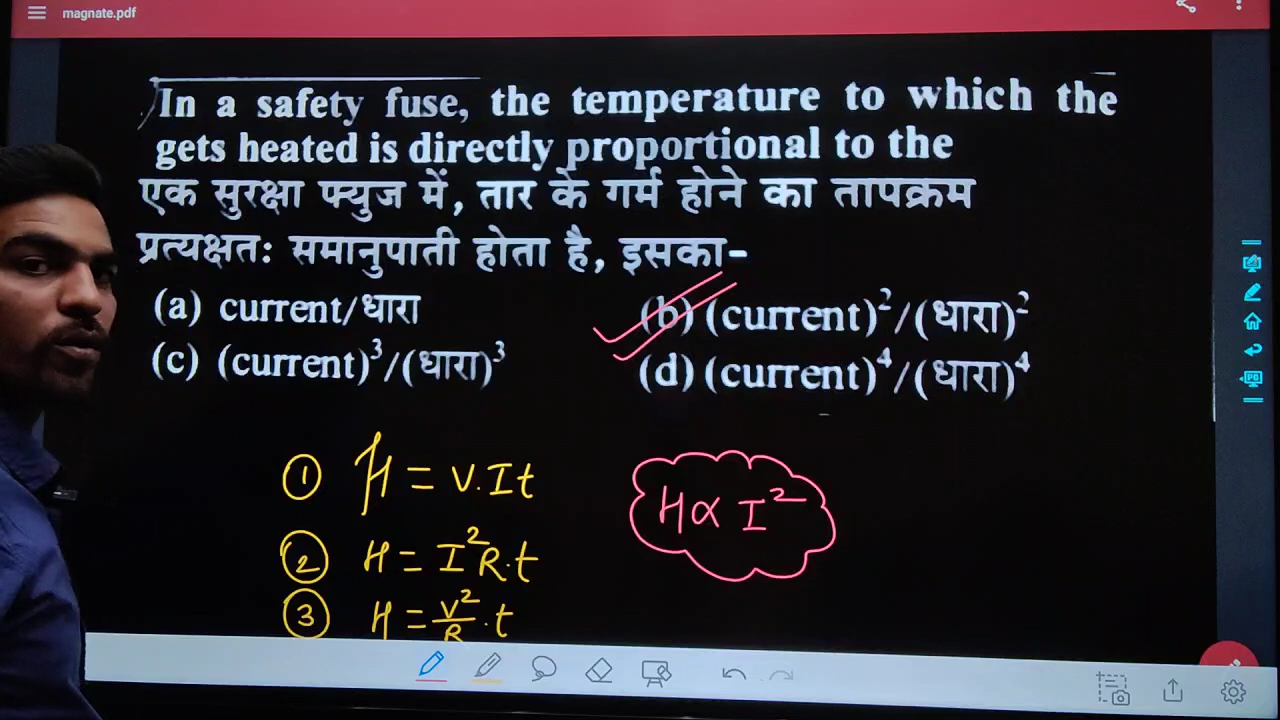 magnate.pdf
In a safety fuse, the temperature to which the
gets heated is directly proportional to the
एक सुरक्षा फ्युज में, तार के गर्म होने का तापक्रम
प्रत्यक्षत: समानुपाती होता है, इसका-
(a) current/धारा
(b) (current)²/(धारा)²
(c) (current)³/(धारा)³
(d) (current)⁴/(धारा)⁴
① H = V.It
② H = I²R.t
③ H = V²/R .t
H ∝ I²